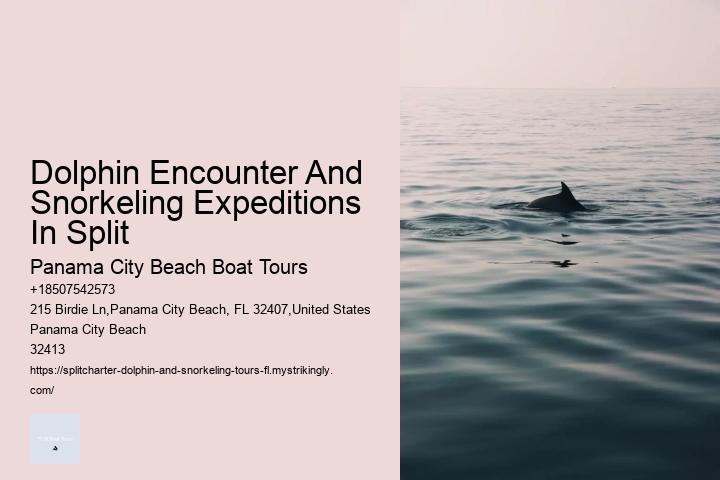 Dolphin Encounter And
Snorkeling Expeditions
In Split
Panama City Beach Boat Tours
+18507542573
215 Birdie Ln,Panama City Beach, FL 32407,United States
Panama City Beach
32413
https://splitcharter-dolphin-and-snorkeling-tours-fl.mystrikingly.
com/